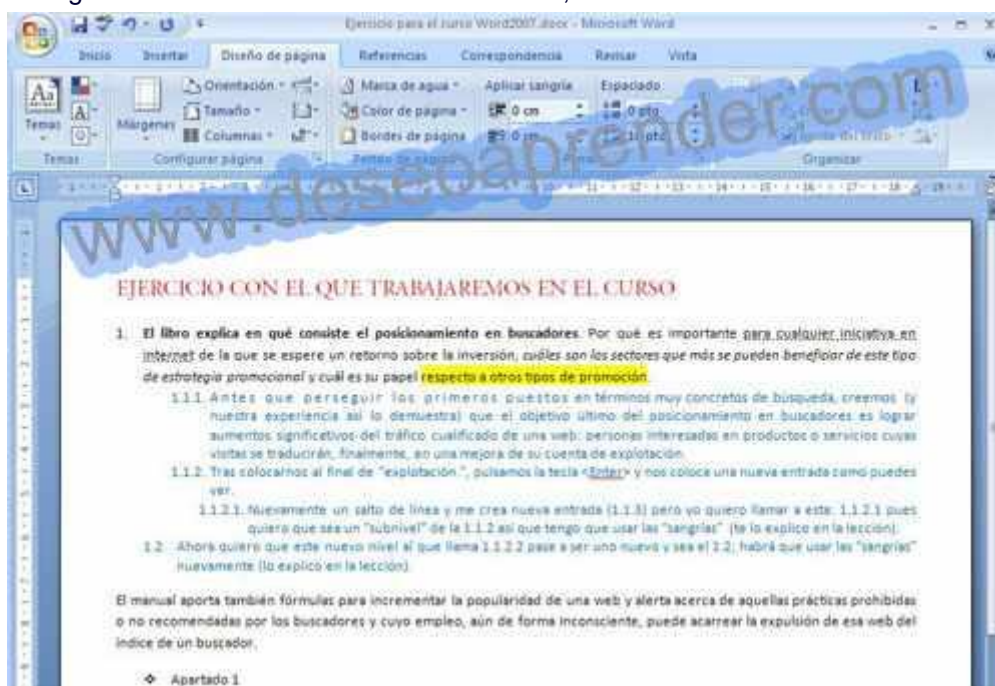 Ejercicio para el curso Word2007.docx - Microsoft Word
Inicio Insertar Diseño de página Referencias Correspondencia Revisar Vista
Aa Temas
Márgenes
Orientación
Tamaño
Columnas
Marca de agua
Color de página
Bordes de página
Aplicar sangría
0 cm
0 cm
Espaciado
0 pto
10 pto
Temas Configurar página Organizar
www.deseoaprender.com
EJERCICIO CON EL QUE TRABAJAREMOS EN EL CURSO
1. El libro explica en qué consiste el posicionamiento en buscadores. Por qué es importante para cualquier iniciativa en
internet de la que se espere un retorno sobre la inversión, cuáles son los sectores que más se pueden beneficiar de este tipo
de estrategia promocional y cuál es su papel respecto a otros tipos de promoción.
1.1.1. Antes que perseguir los primeros puestos en términos muy concretos de búsqueda, creemos (y
nuestra experiencia así lo demuestra) que el objetivo último del posicionamiento en buscadores es lograr
aumentos significativos del tráfico cualificado de una web: personas interesadas en productos o servicios cuyas
visitas se traducirán, finalmente, en una mejora de su cuenta de explotación.
1.1.2. Tras colocarnos al final de "explotación.", pulsamos la tecla <Enter> y nos coloca una nueva entrada como puedes
ver.
1.1.2.1. Nuevamente un salto de línea y me crea nueva entrada (1.1.3) pero yo quiero llamar a este: 1.1.2.1 pues
quiero que sea un "subnivel" de la 1.1.2 así que tengo que usar las "sangrías" (te lo explico en la lección).
1.2. Ahora quiero que este nuevo nivel al que llama 1.1.2.2 pase a ser uno nuevo y sea el 1.2; habrá que usar las "sangrías"
nuevamente (lo explico en la lección)
El manual aporta también fórmulas para incrementar la popularidad de una web y alerta acerca de aquellas prácticas prohibidas
o no recomendadas por los buscadores y cuyo empleo, aún de forma inconsciente, puede acarrear la expulsión de esa web del
índice de un buscador.
❖ Apartado 1